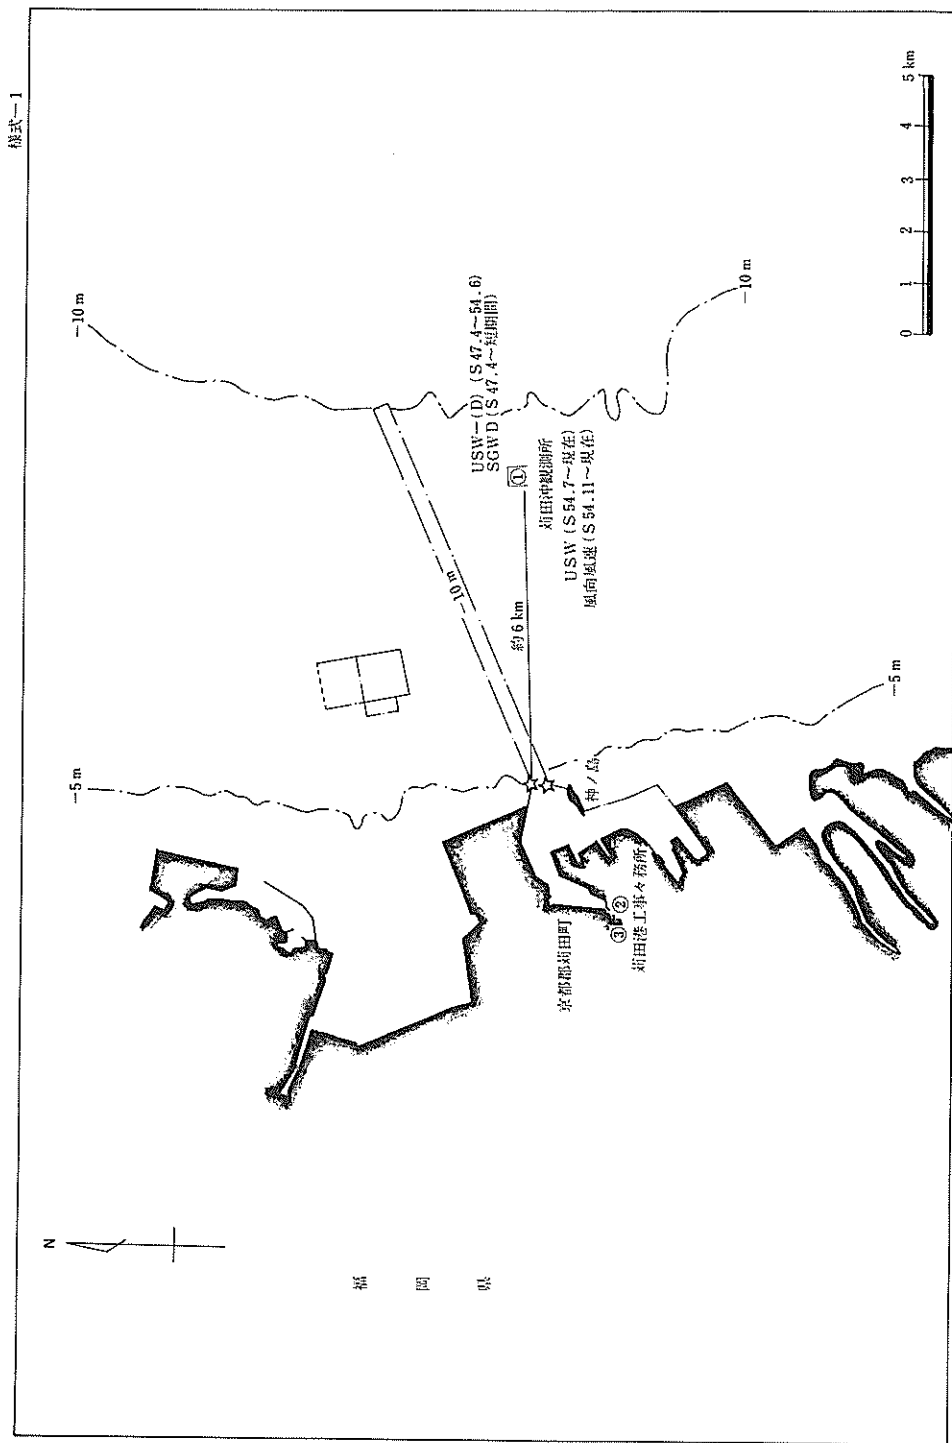 様式—1
N
福岡県
—10 m
—5 m
10 m
USW—(D) (S 47.4～54.6)
SGWD (S 47.4～短期間)
①
約 6 km
苅田沖観測所
USW (S 54.7～現在)
風向風速 (S 54.11～現在)
神ノ島
京都郡苅田町
③ ②
苅田港工事々務所
—5 m
—10 m
0 1 2 3 4 5 km